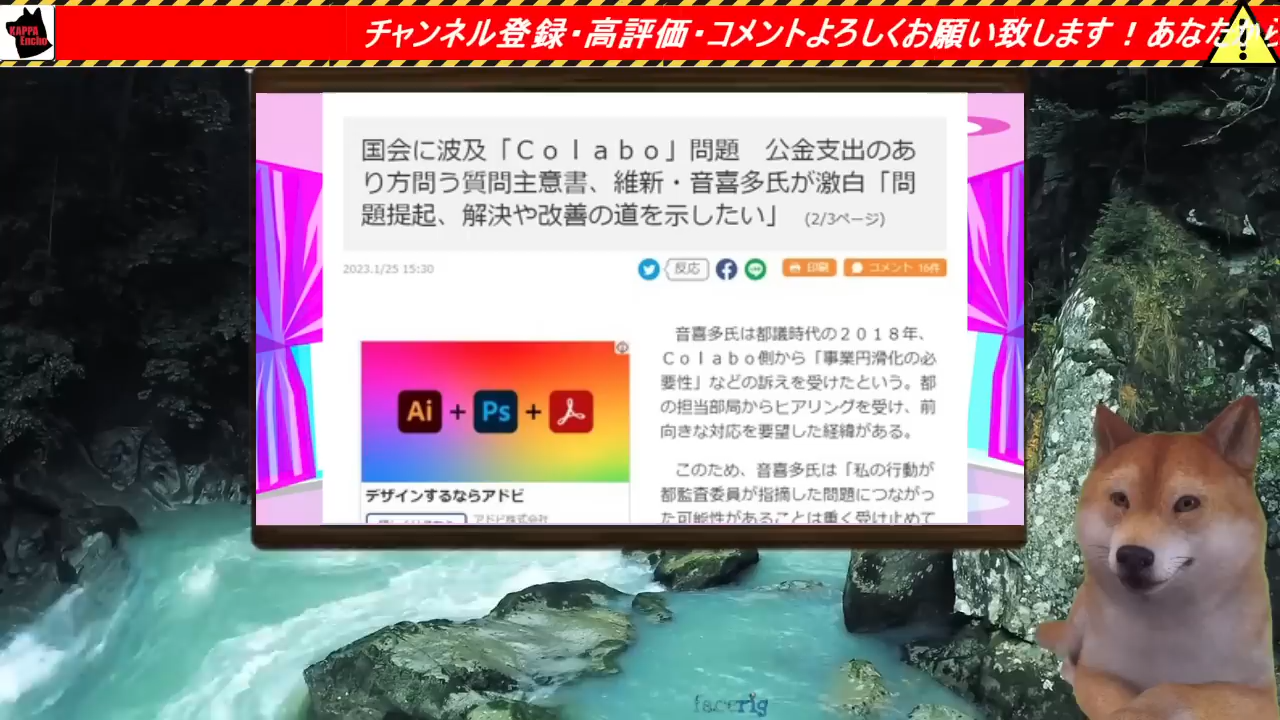 KAPPA
Encho
チャンネル登録・高評価・コメントよろしくお願い致します！あなたから
国会に波及「Ｃｏｌａｂｏ」問題　公金支出のあ
り方問う質問主意書、維新・音喜多氏が激白「問
題提起、解決や改善の道を示したい」 (2/3ページ)
2023.1/25 15:30
反応
印刷
コメント 16件
音喜多氏は都議時代の２０１８年、
Ｃｏｌａｂｏ側から「事業円滑化の必
要性」などの訴えを受けたという。都
の担当部局からヒアリングを受け、前
向きな対応を要望した経緯がある。
このため、音喜多氏は「私の行動が
都監査委員が指摘した問題につながっ
た可能性があることは重く受け止めて
Ai + Ps +
デザインするならアドビ
アドビ株式会社
facerig